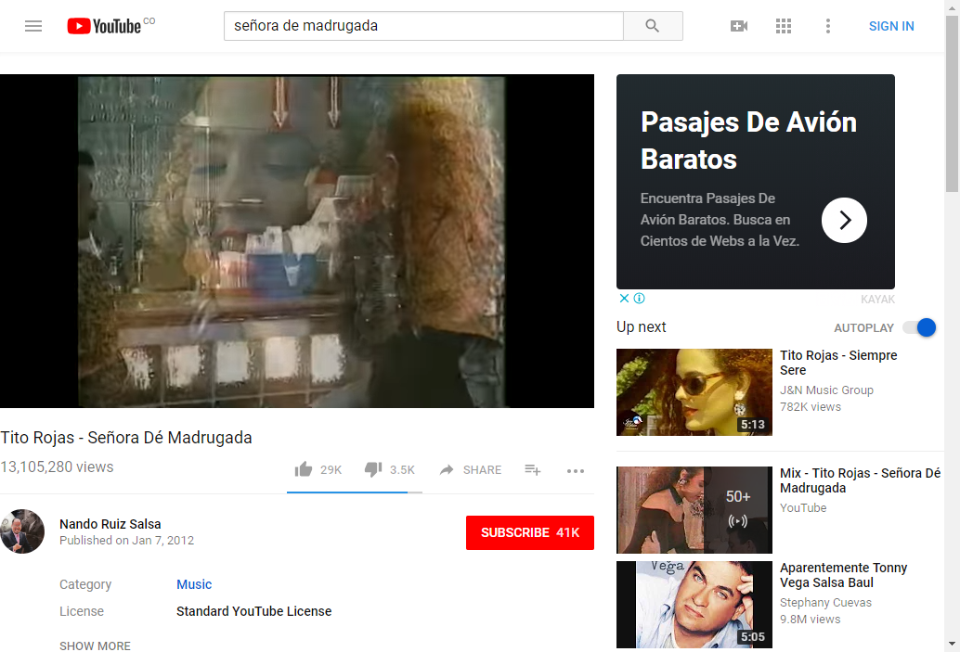 YouTube CO
señora de madrugada
SIGN IN
Pasajes De Avión
Baratos
Encuentra Pasajes De
Avión Baratos. Busca en
Cientos de Webs a la Vez.
KAYAK
Up next
AUTOPLAY
Tito Rojas - Siempre
Sere
J&N Music Group
782K views
5:13
Tito Rojas - Señora Dé Madrugada
13,105,280 views
29K
3.5K
SHARE
Mix - Tito Rojas - Señora Dé
Madrugada
YouTube
50+
Nando Ruiz Salsa
Published on Jan 7, 2012
SUBSCRIBE 41K
Category Music
License Standard YouTube License
SHOW MORE
Vega
Aparentemente Tonny
Vega Salsa Baul
Stephany Cuevas
9.8M views
5:05